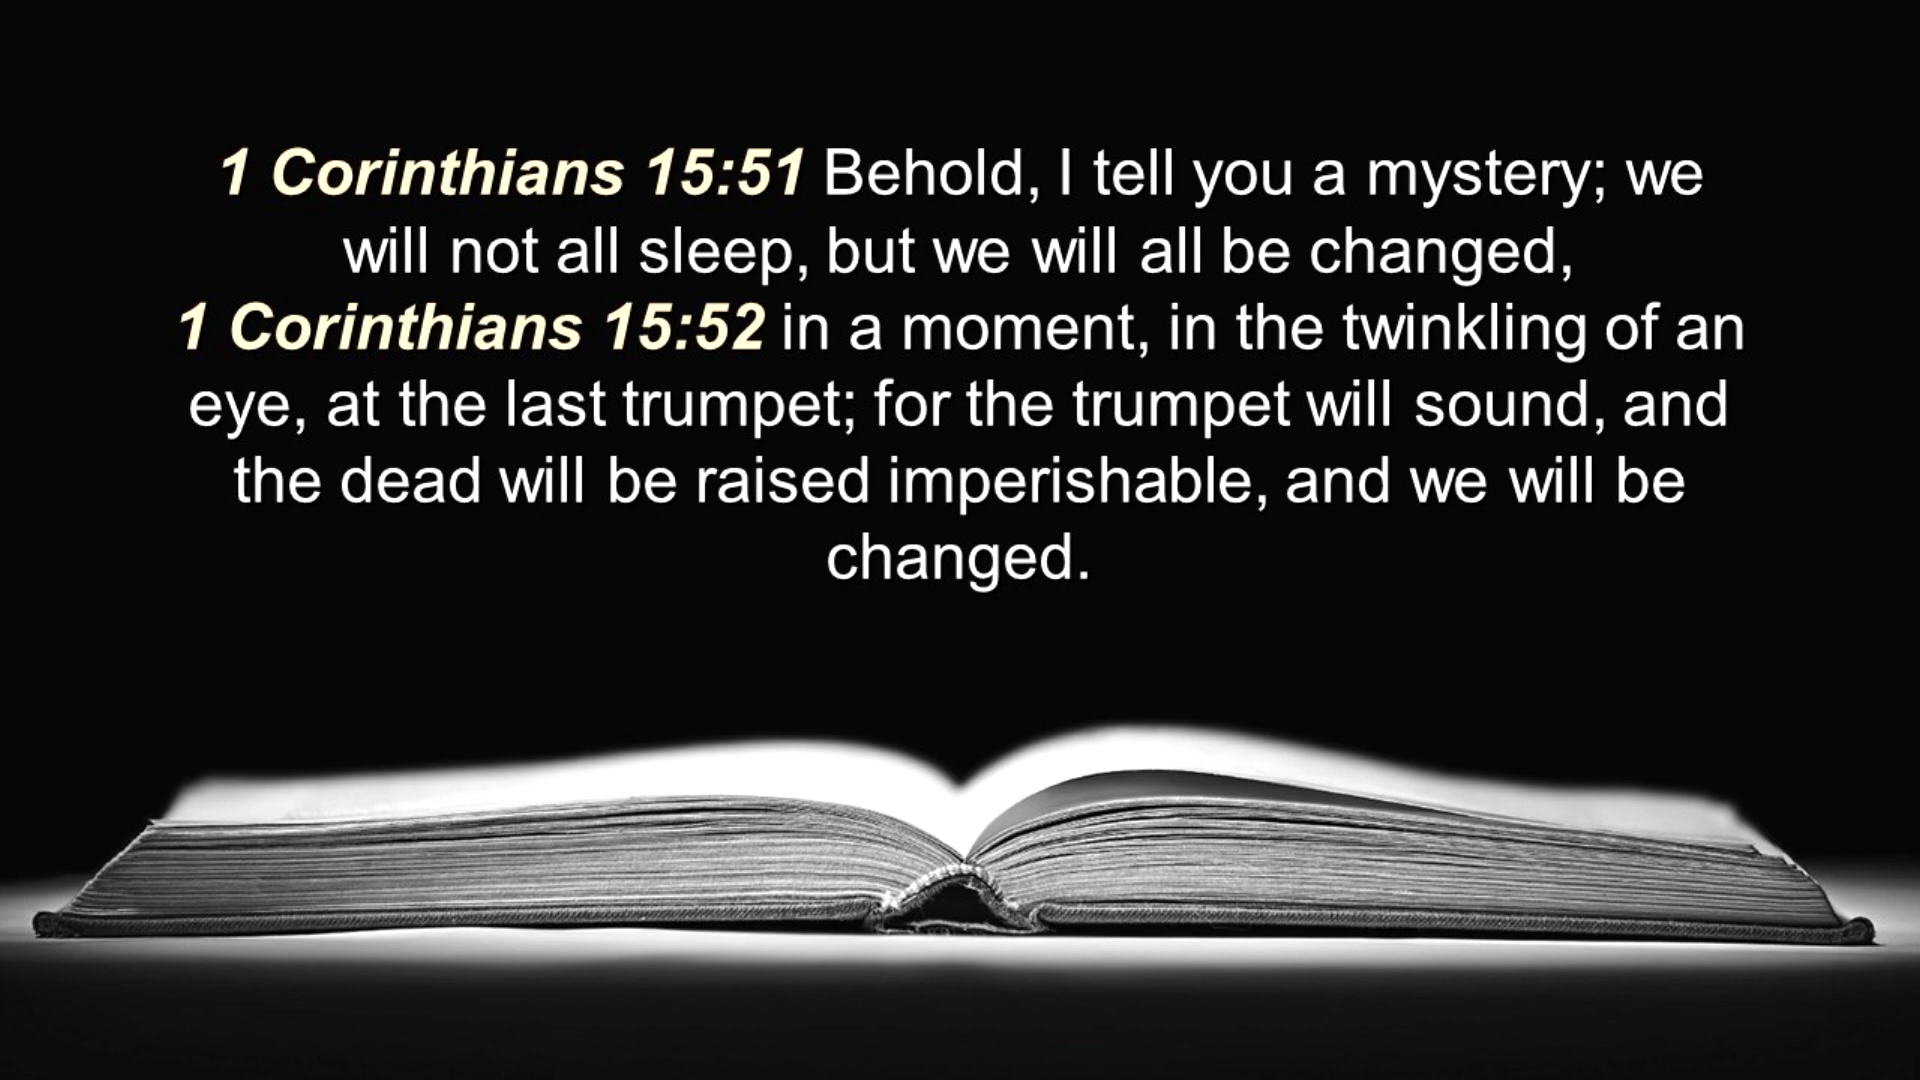 1 Corinthians 15:51 Behold, I tell you a mystery; we
will not all sleep, but we will all be changed,
1 Corinthians 15:52 in a moment, in the twinkling of an
eye, at the last trumpet; for the trumpet will sound, and
the dead will be raised imperishable, and we will be
changed.